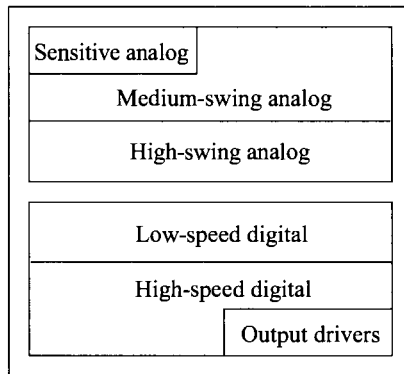 Sensitive analog
Medium-swing analog
High-swing analog
Low-speed digital
High-speed digital
Output drivers